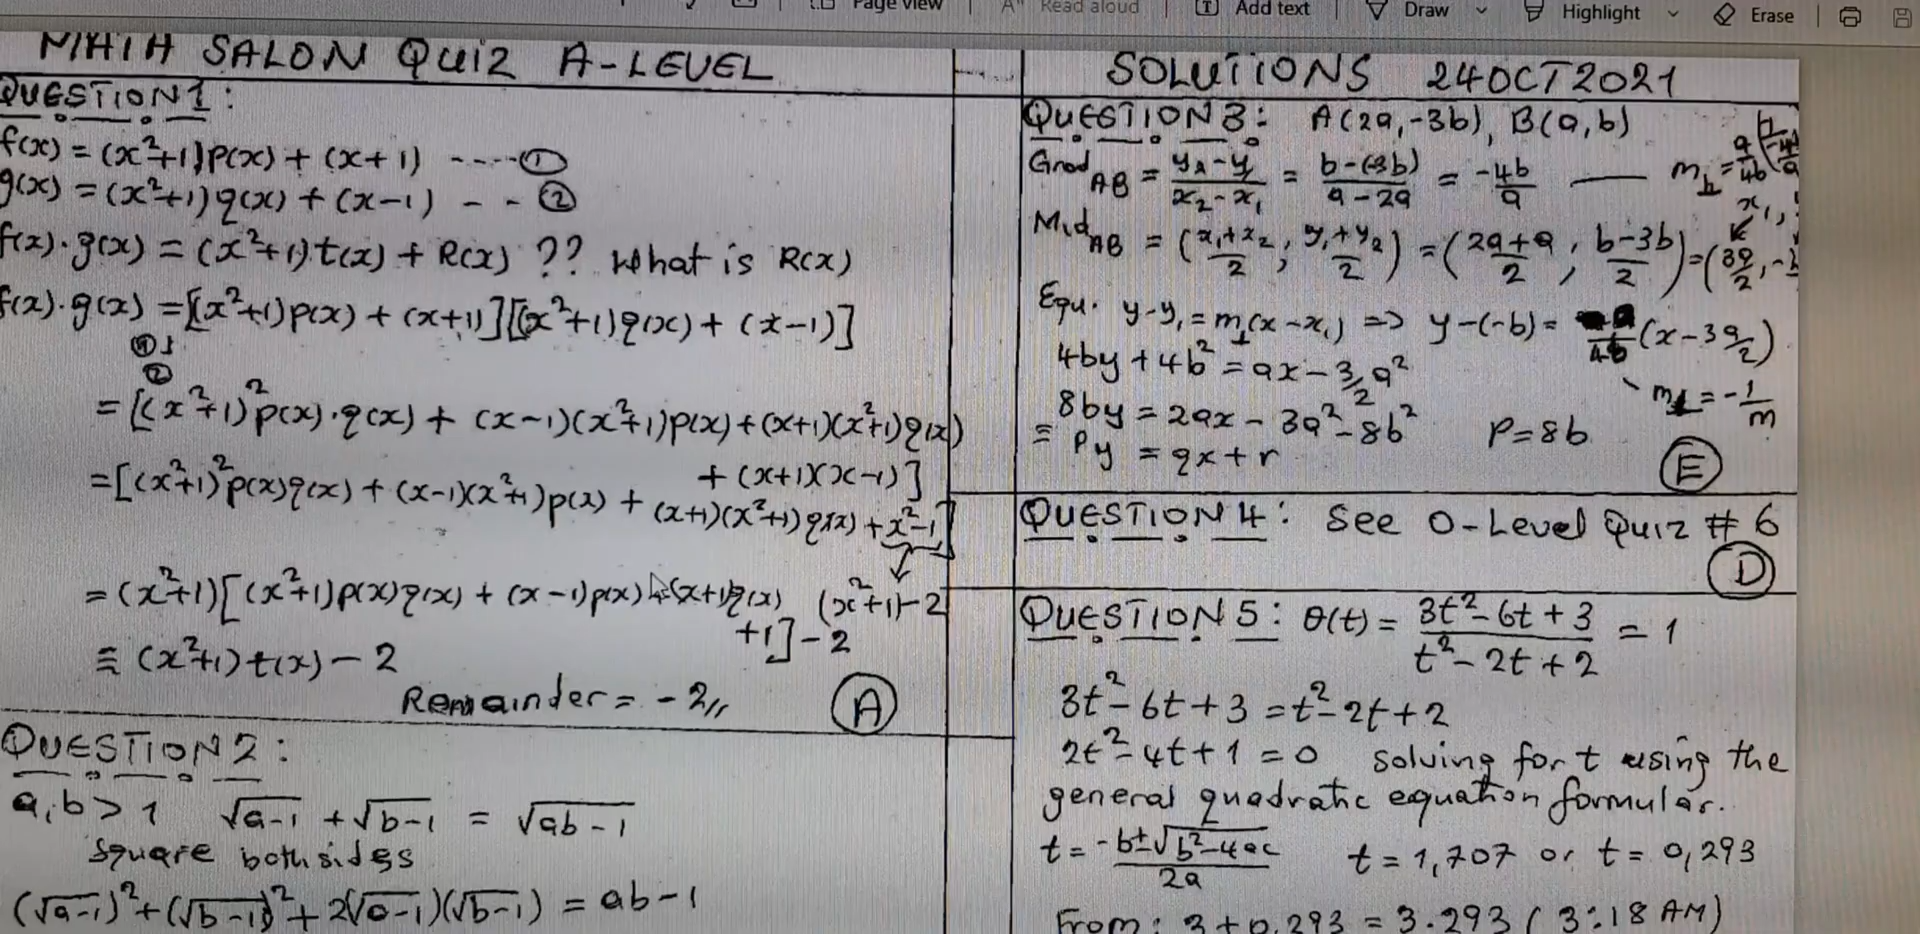 Page view
Read aloud
Add text
Draw
Highlight
Erase
MATH SALON QUIZ A-LEVEL
QUESTION 1:
f(x) = (x²+1)p(x) + (x+1) ----- ①
g(x) = (x²+1)q(x) + (x-1) - - ②
f(x)·g(x) = (x²+1)t(x) + R(x) ?? What is R(x)
f(x)·g(x) = [(x²+1)p(x) + (x+1)][(x²+1)q(x) + (x-1)]
①
②
= [(x²+1)²p(x)·q(x) + (x-1)(x²+1)p(x) + (x+1)(x²+1)q(x)
+ (x+1)(x-1)]
= [(x²+1)²p(x)q(x) + (x-1)(x²+1)p(x) + (x+1)(x²+1)q(x) + x²-1]
= (x²+1)[(x²+1)p(x)q(x) + (x-1)p(x) + (x+1)q(x) (x²+1)-2
+1] - 2
≡ (x²+1)t(x) - 2
Remainder = -2,, Ⓐ
QUESTION 2:
a,b > 1 √a-1 + √b-1 = √ab-1
Square both sides
(√a-1)² + (√b-1)² + 2(√a-1)(√b-1) = ab-1
SOLUTIONS 24OCT2021
QUESTION 3: A(2a,-3b), B(a,b)
Grad AB = y₂-y₁/x₂-x₁ = b-(-3b)/a-2a = -4b/a
Mid AB = (x₁+x₂/2, y₁+y₂/2) = (2a+a/2, b-3b/2) = (3a/2,
Equ. y-y₁ = m⊥(x-x₁) => y-(-b) = a/4b (x-3a/2)
4by + 4b² = ax - 3/2 a²
m⊥ = -1/m
8by = 2ax - 3a² - 8b² P = 8b
≡ Py = qx + r Ⓔ
QUESTION 4: See O-Level Quiz # 6
Ⓓ
QUESTION 5: θ(t) = 3t²-6t+3/t²-2t+2 = 1
3t²-6t+3 = t²-2t+2
2t²-4t+1 = 0 solving for t using the
general quadratic equation formular.
t = -b±√b²-4ac/2a t = 1,707 or t = 0,293
From: 3+0.293 = 3.293 (3:18 AM)